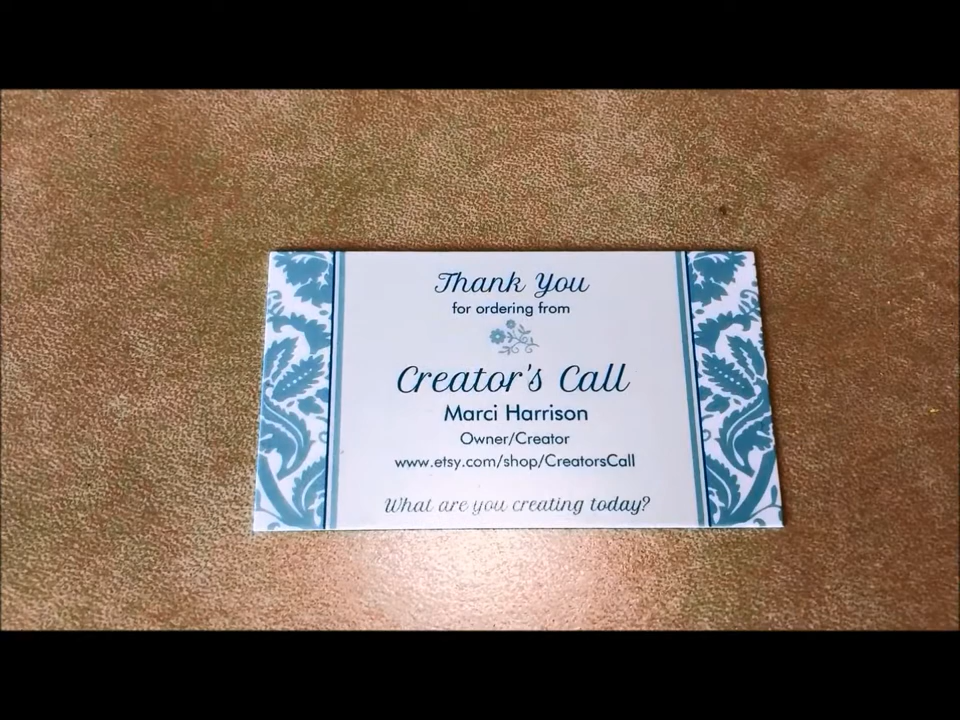 Thank You
for ordering from
Creator's Call
Marci Harrison
Owner/Creator
www.etsy.com/shop/CreatorsCall
What are you creating today?